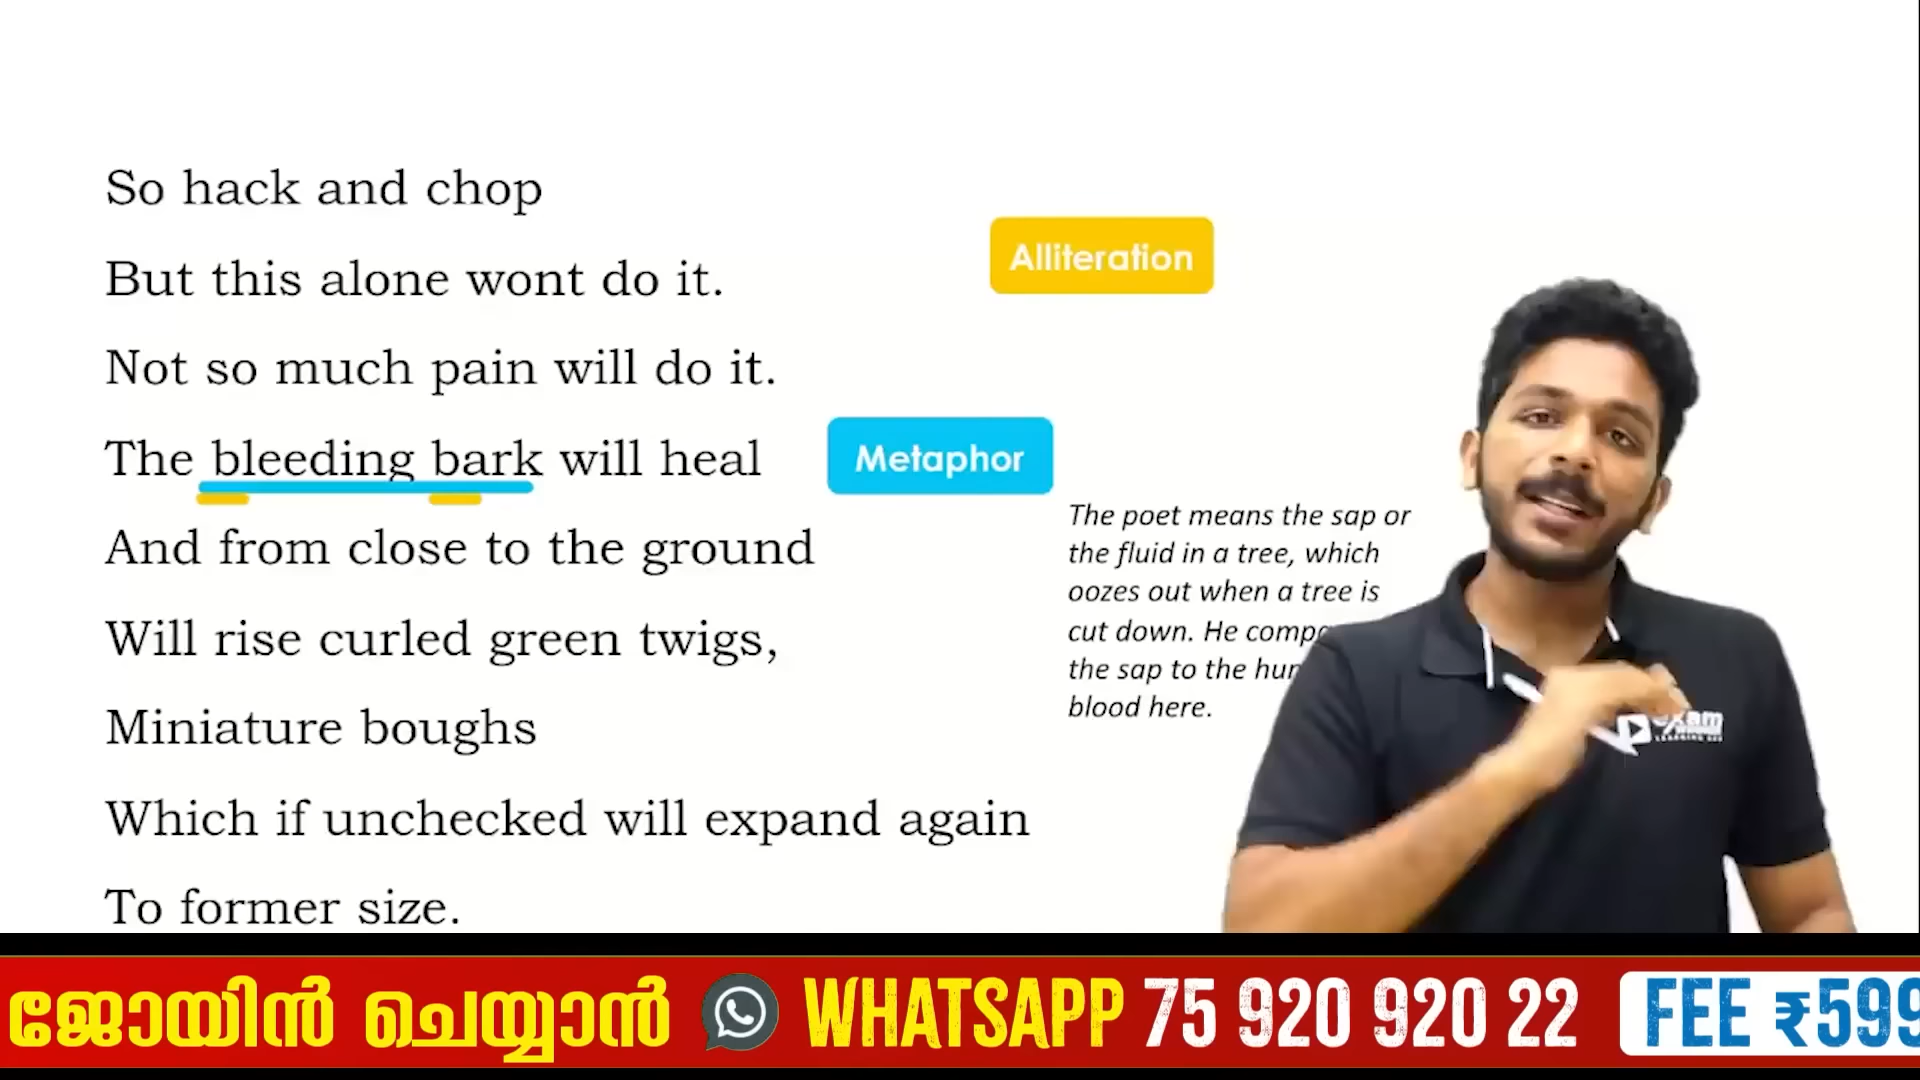 So hack and chop
But this alone wont do it.
Not so much pain will do it.
The bleeding bark will heal
And from close to the ground
Will rise curled green twigs,
Miniature boughs
Which if unchecked will expand again
To former size.
Alliteration
Metaphor
The poet means the sap or
the fluid in a tree, which
oozes out when a tree is
cut down. He comp
the sap to the hu
blood here.
exam
ജോയിൻ ചെയ്യാൻ WHATSAPP 75 920 920 22 FEE ₹599